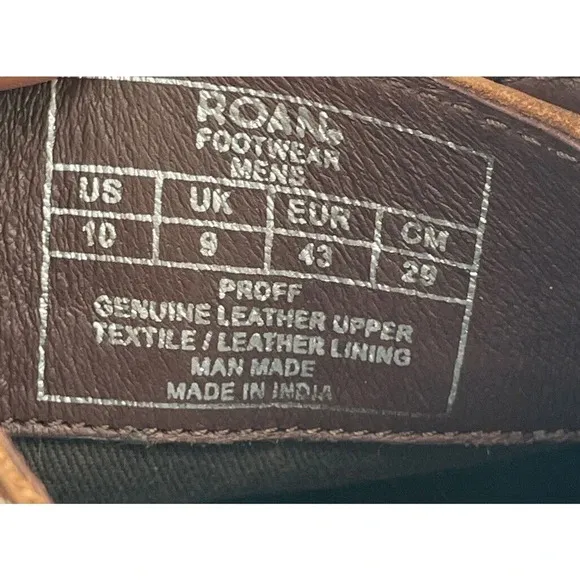 ROAN
FOOTWEAR
MENS
US UK EUR CM
10 9 43 29
PROFF
GENUINE LEATHER UPPER
TEXTILE / LEATHER LINING
MAN MADE
MADE IN INDIA